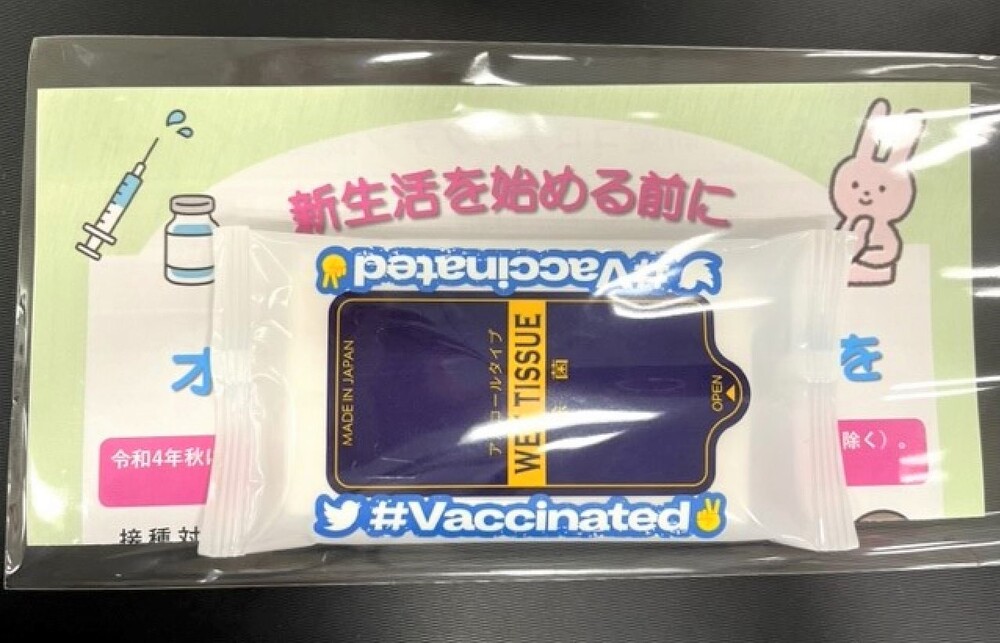 新生活を始める前に
#Vaccinated
オ
を
MADE IN JAPAN
アルコールタイプ
WET TISSUE
菌
OPEN
令和4年秋
除く）。
#Vaccinated
接種対